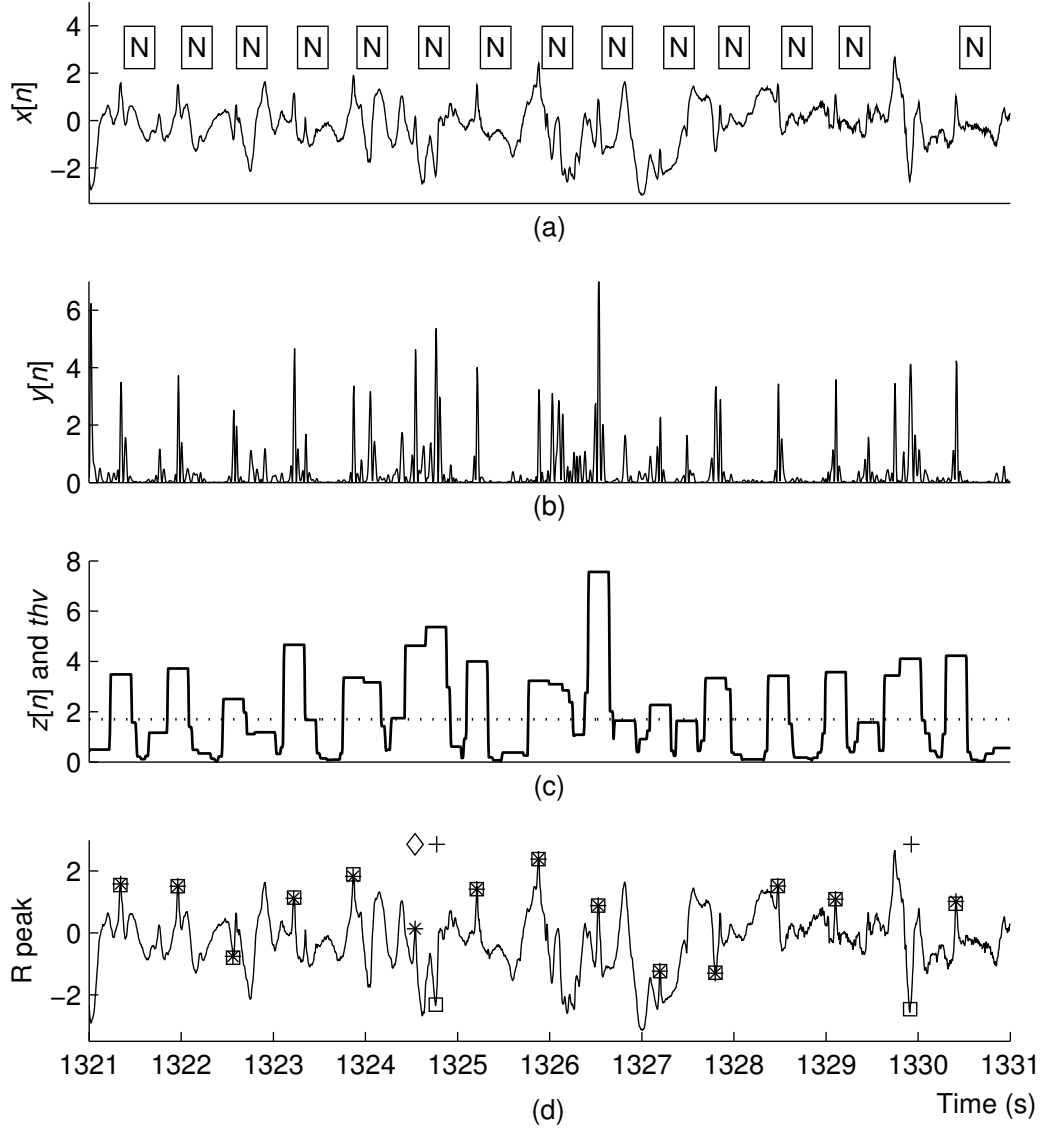 4
2
0
−2
x[n]
N N N N N N N N N N N N N N
(a)
6
4
2
0
y[n]
(b)
8
6
4
2
0
z[n] and thv
(c)
2
0
−2
R peak
1321 1322 1323 1324 1325 1326 1327 1328 1329 1330 1331
Time (s)
(d)